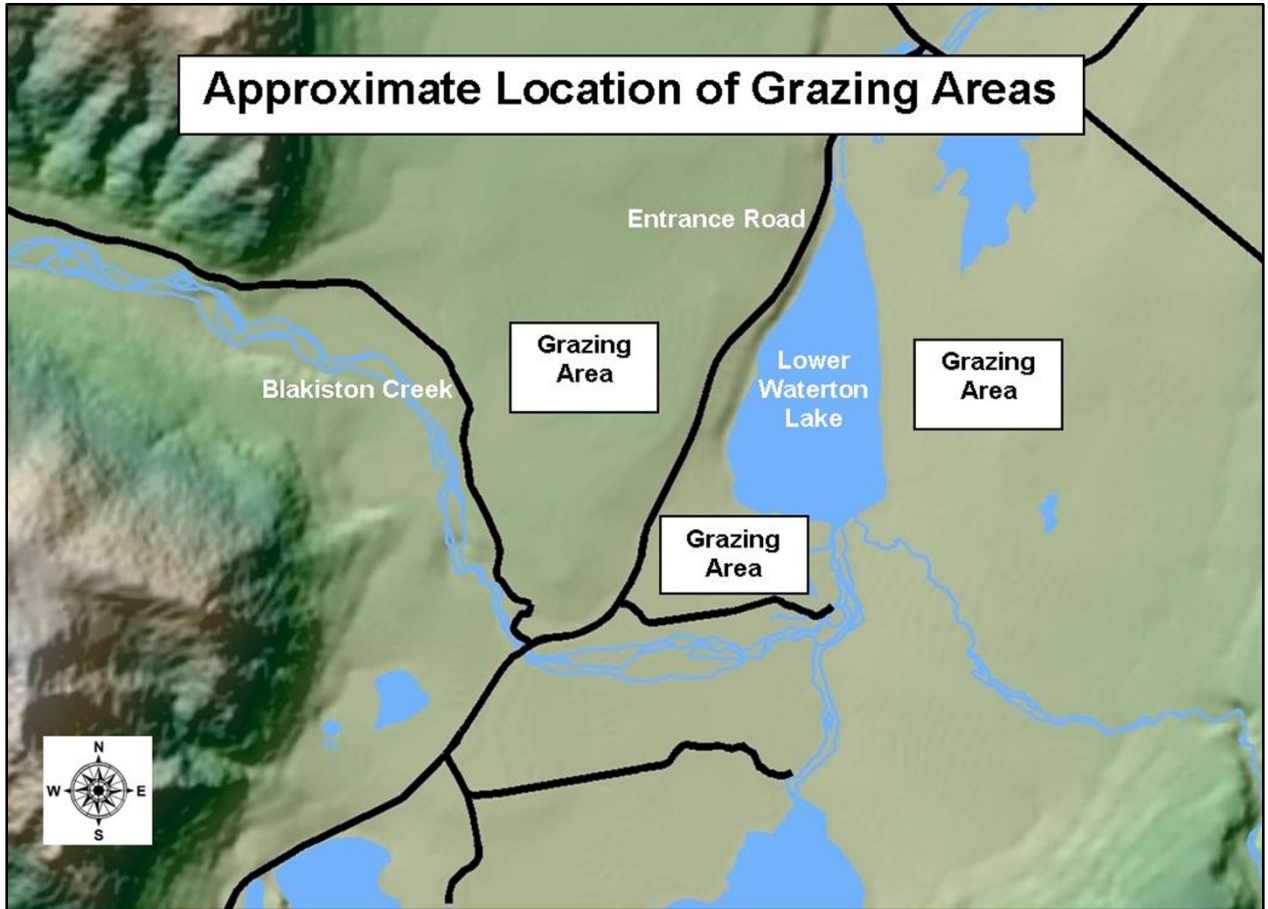 Approximate Location of Grazing Areas
Entrance Road
Grazing
Area
Lower
Waterton
Lake
Grazing
Area
Blakiston Creek
Grazing
Area
N
W E
S